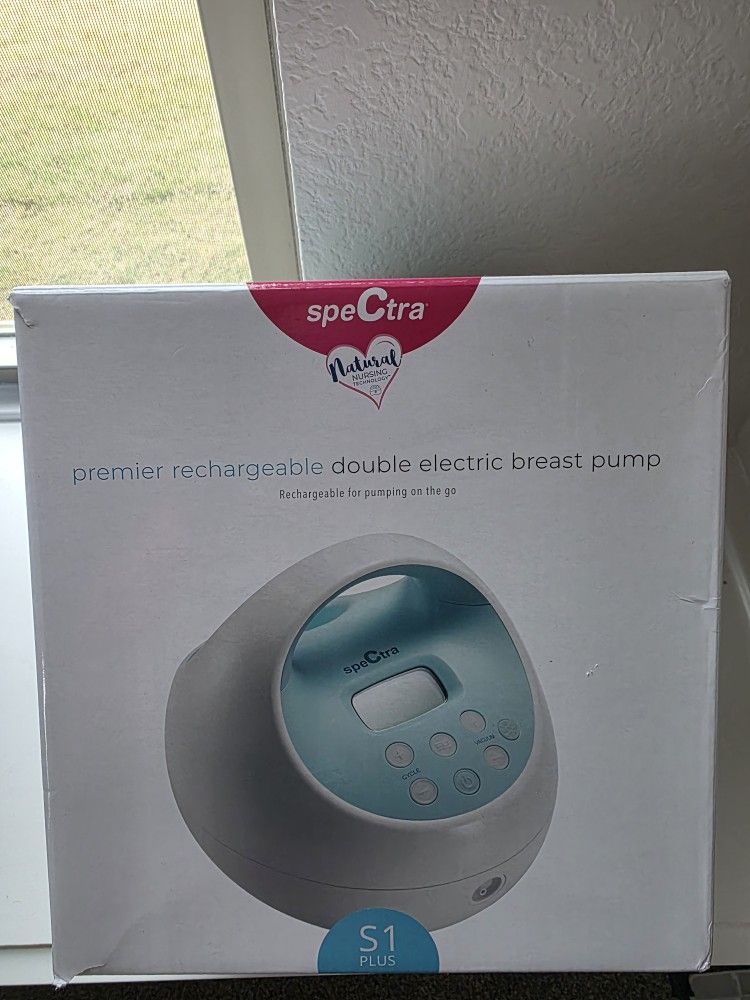 speCtra
Natural
NURSING
TECHNOLOGY
premier rechargeable double electric breast pump
Rechargeable for pumping on the go
speCtra
VACUUM
CYCLE
S1
PLUS